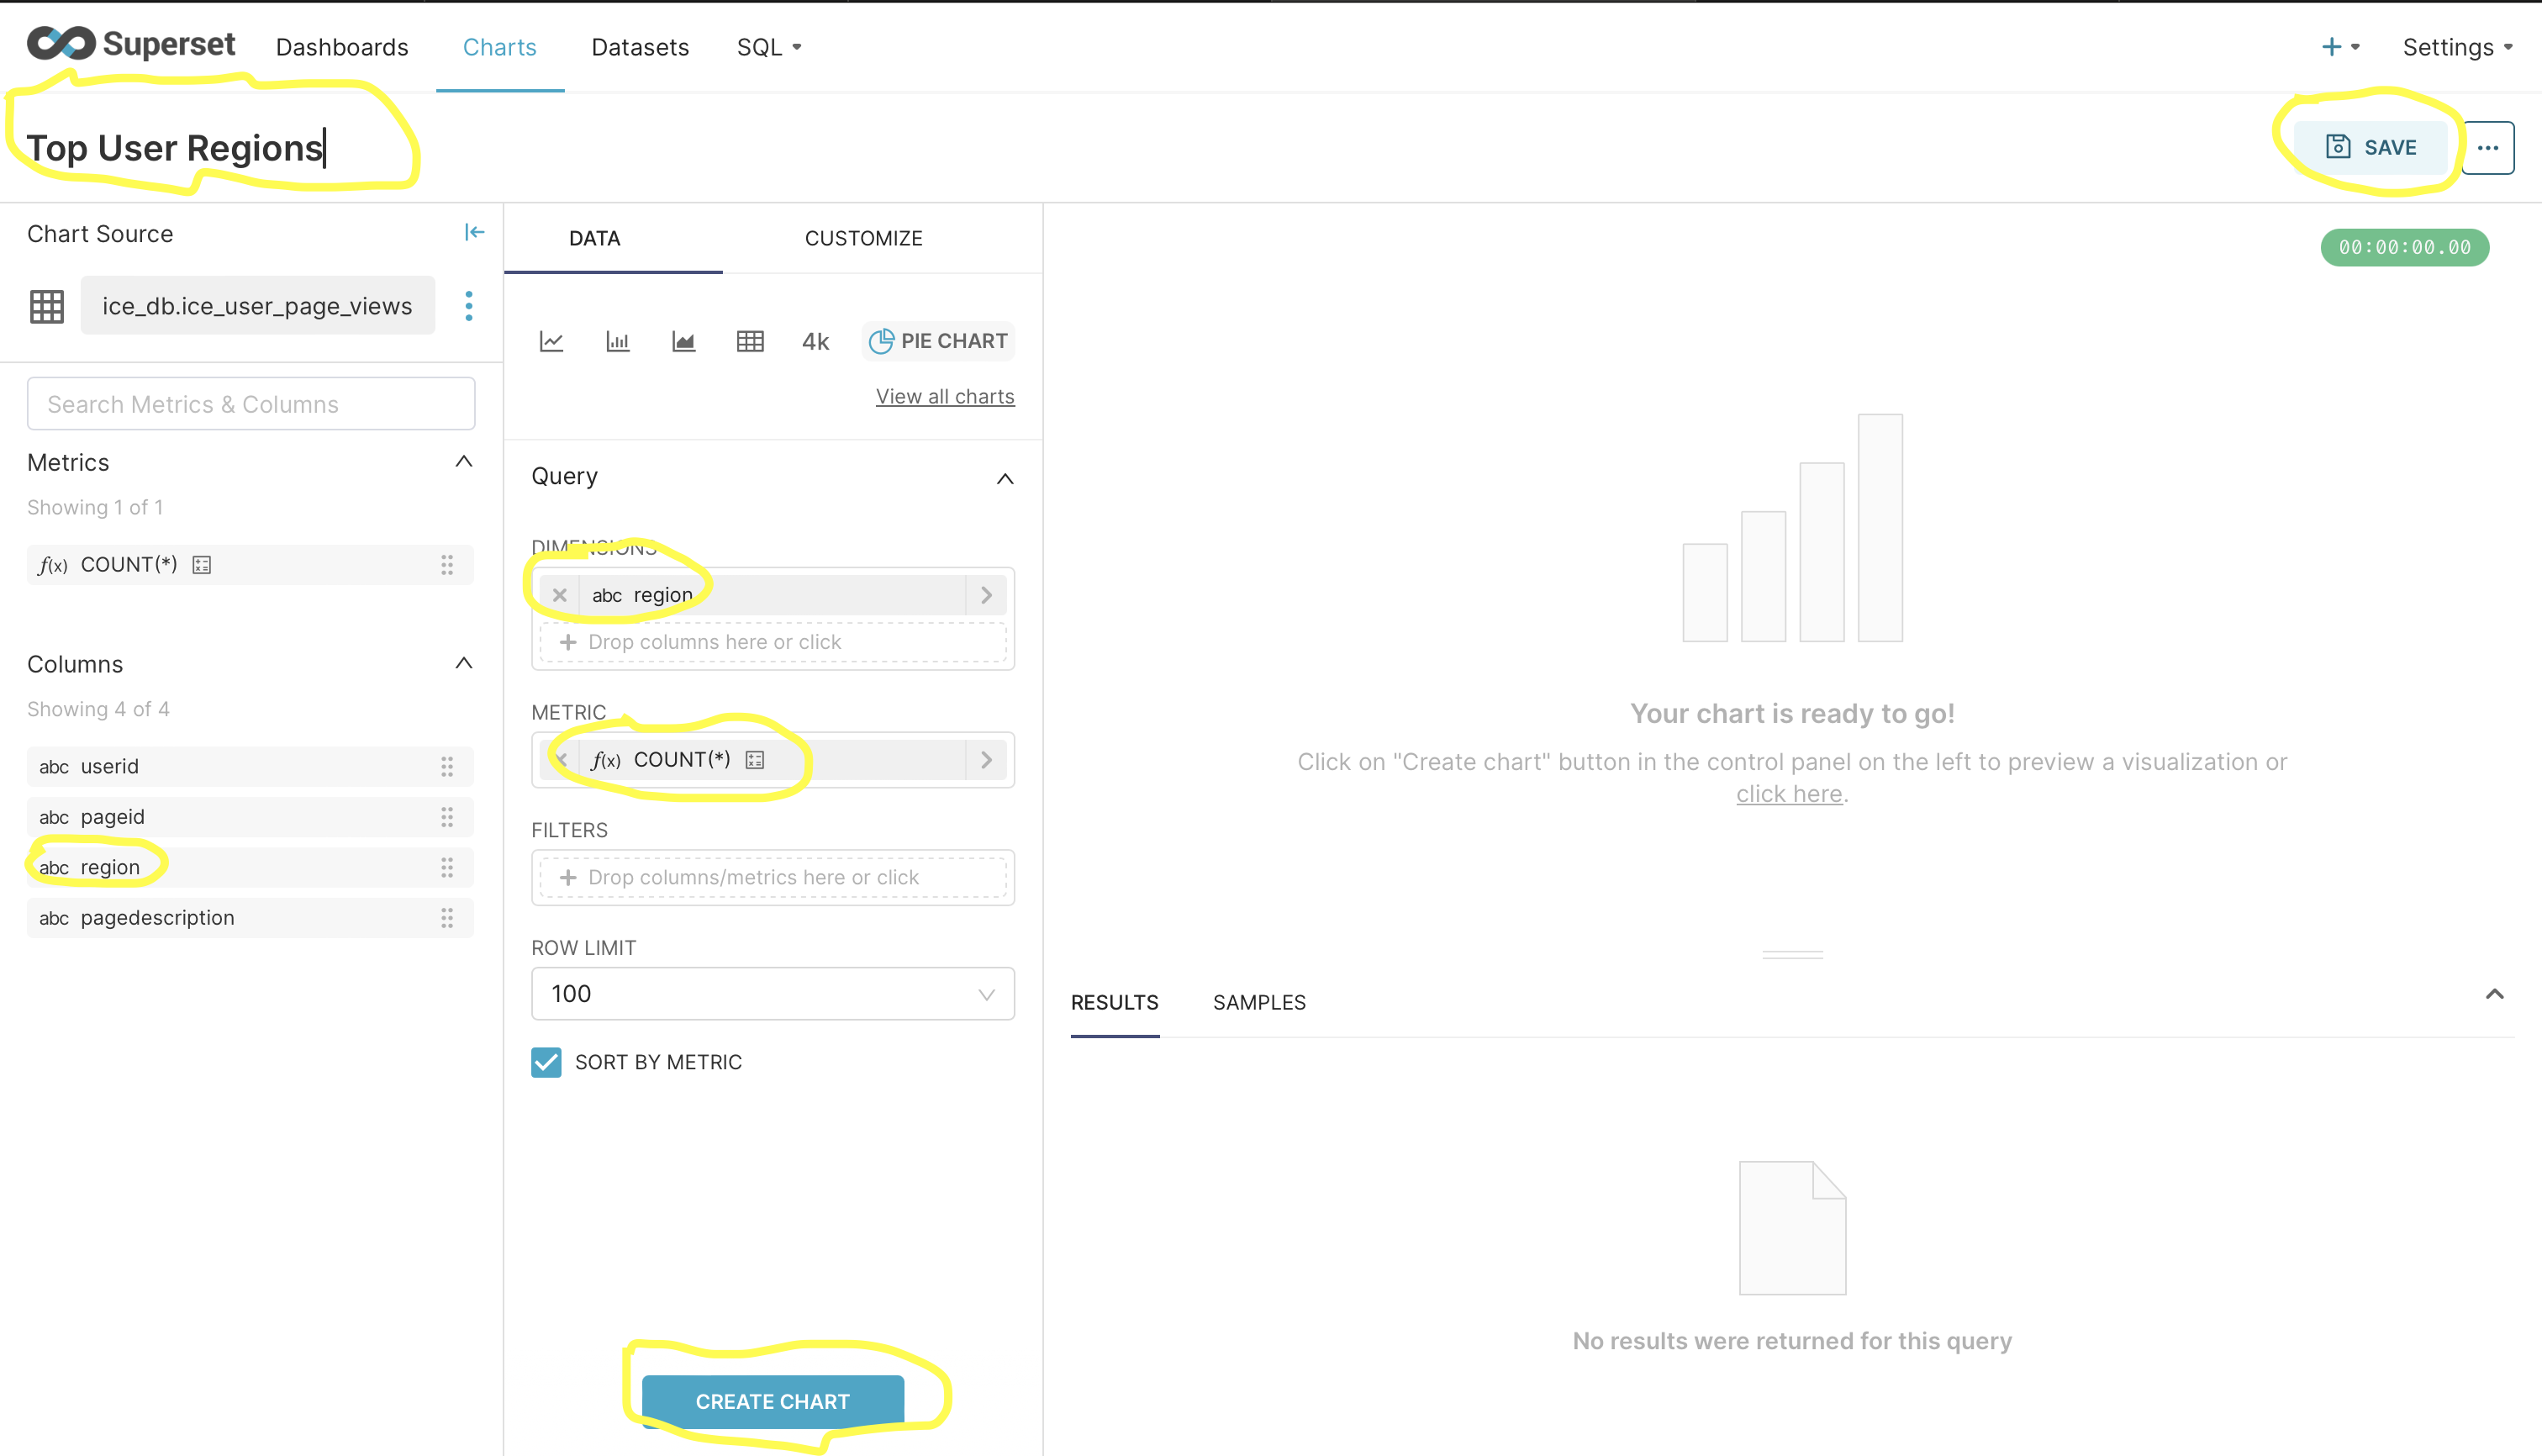 Superset Dashboards Charts Datasets SQL + Settings
Top User Regions
SAVE ...
Chart Source
ice_db.ice_user_page_views
Search Metrics & Columns
Metrics
Showing 1 of 1
f(x) COUNT(*)
Columns
Showing 4 of 4
abc userid
abc pageid
abc region
abc pagedescription
DATA CUSTOMIZE
4k PIE CHART
View all charts
Query
DIMENSIONS
× abc region
+ Drop columns here or click
METRIC
× f(x) COUNT(*)
FILTERS
+ Drop columns/metrics here or click
ROW LIMIT
100
SORT BY METRIC
CREATE CHART
00:00:00.00
Your chart is ready to go!
Click on "Create chart" button in the control panel on the left to preview a visualization or
click here.
RESULTS SAMPLES
No results were returned for this query